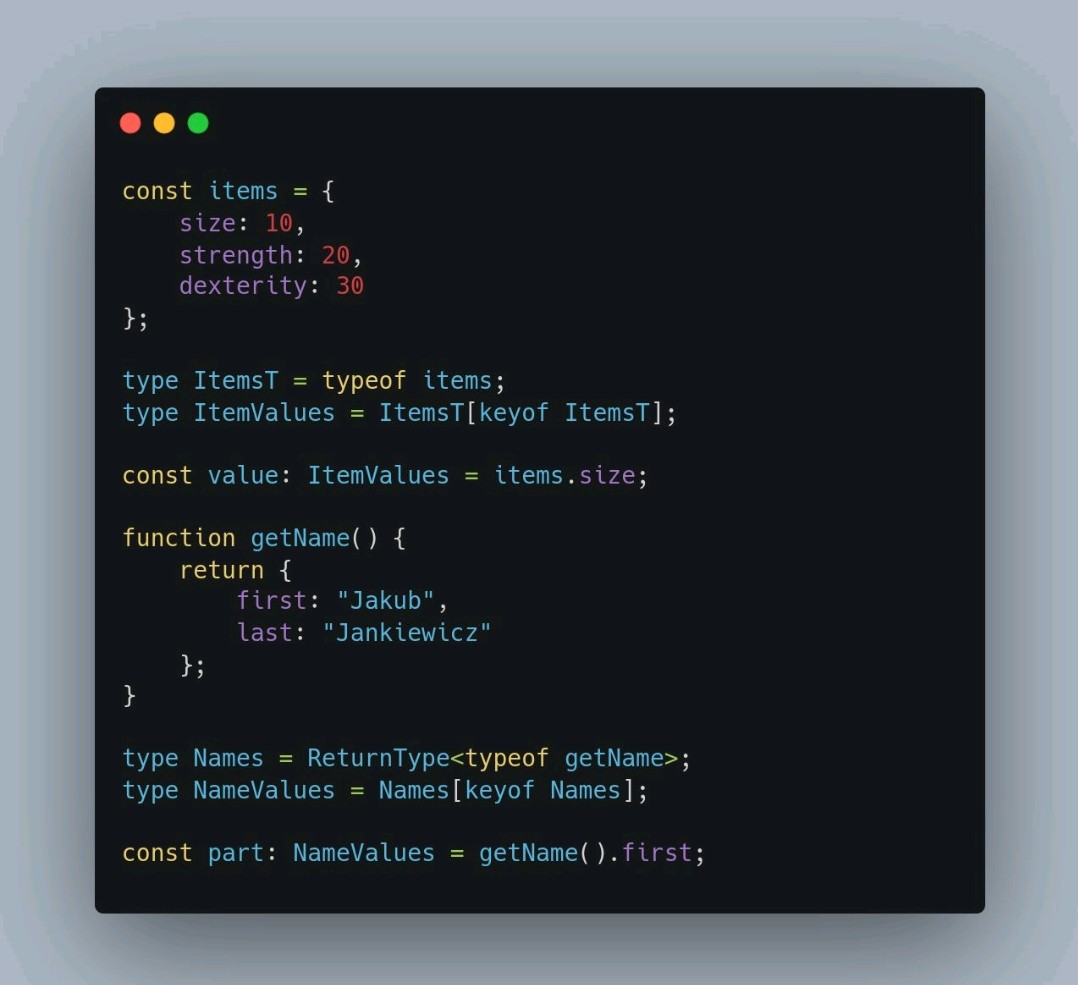 const items = {
    size: 10,
    strength: 20,
    dexterity: 30
};

type ItemsT = typeof items;
type ItemValues = ItemsT[keyof ItemsT];

const value: ItemValues = items.size;

function getName() {
    return {
        first: "Jakub",
        last: "Jankiewicz"
    };
}

type Names = ReturnType<typeof getName>;
type NameValues = Names[keyof Names];

const part: NameValues = getName().first;